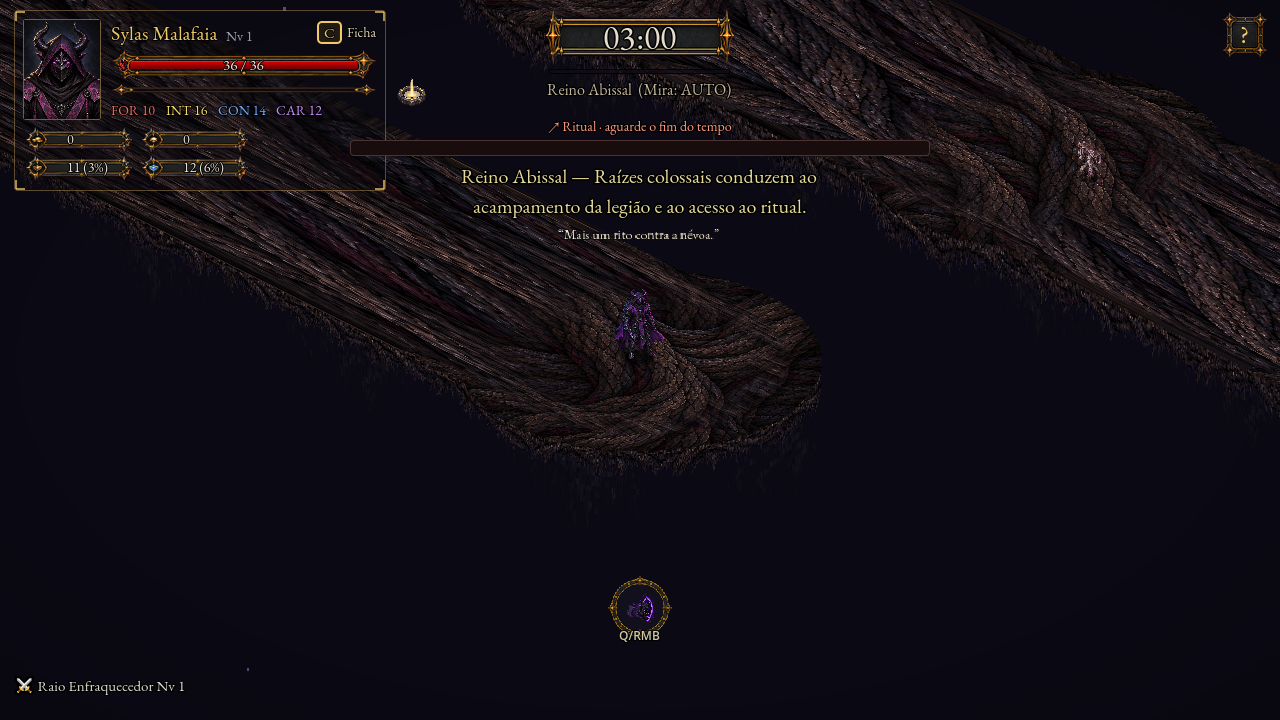 Sylas Malafaia Nv 1
C Ficha
36 / 36
FOR 10 INT 16 CON 14 CAR 12
0 0
11 (3%) 12 (6%)
03:00
Reino Abissal (Mira: AUTO)
↗ Ritual · aguarde o fim do tempo
Reino Abissal — Raízes colossais conduzem ao
acampamento da legião e ao acesso ao ritual.
“Mais um rito contra a névoa.”
?
Q/RMB
Raio Enfraquecedor Nv 1